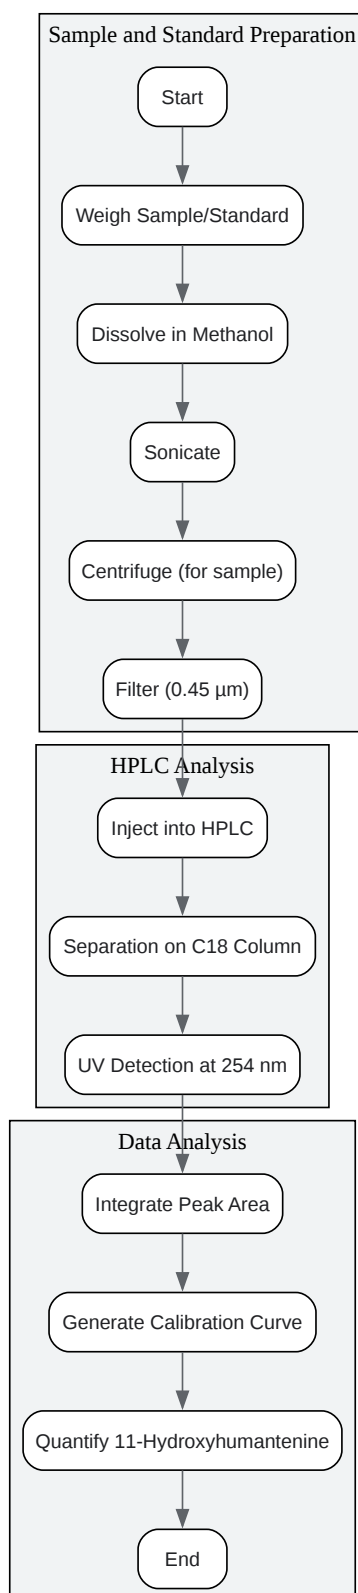 Sample and Standard Preparation
Start
Weigh Sample/Standard
Dissolve in Methanol
Sonicate
Centrifuge (for sample)
Filter (0.45 µm)
HPLC Analysis
Inject into HPLC
Separation on C18 Column
UV Detection at 254 nm
Data Analysis
Integrate Peak Area
Generate Calibration Curve
Quantify 11-Hydroxyhumantenine
End